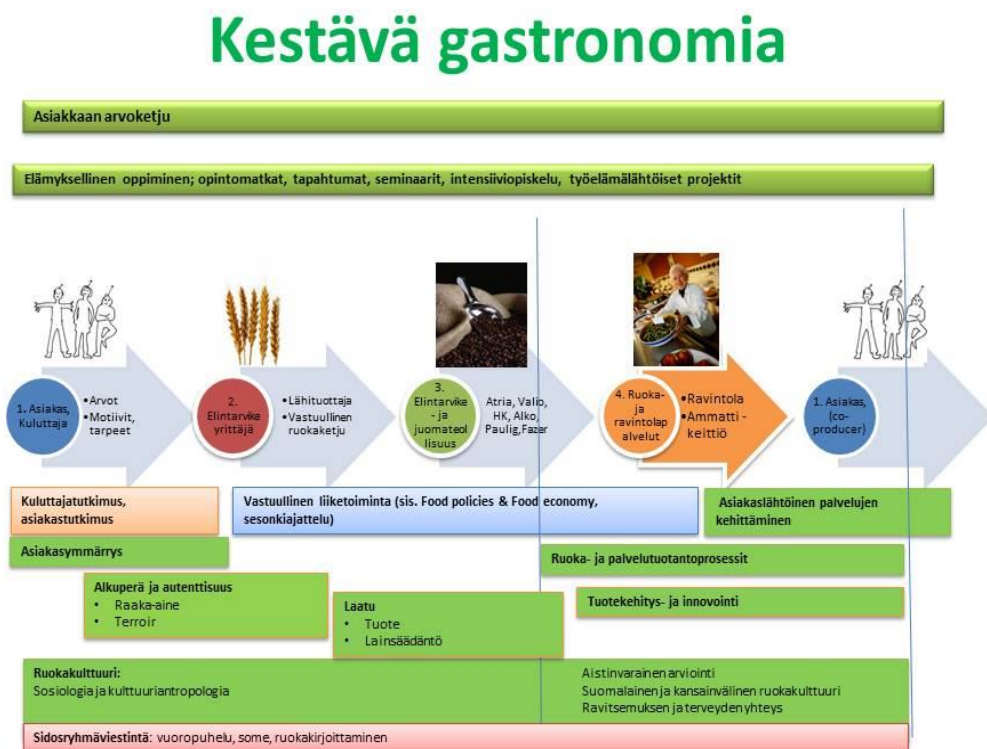 Kestävä gastronomia
Asiakkaan arvoketju
Elämyksellinen oppiminen; opintomatkat, tapahtumat, seminaarit, intensiiviopiskelu, työelämälähtöiset projektit
1. Asiakas,
Kuluttaja
•Arvot
•Motiivit,
tarpeet
2.
Elintarvike
yrittäjä
•Lähituottaja
•Vastuullinen
ruokaketju
3.
Elintarvike
- ja
juomateol
lisuus
Atria, Valio,
HK, Alko,
Paulig,Fazer
4. Ruoka-
ja
ravintolap
alvelut
•Ravintola
•Ammatti -
keittiö
1. Asiakas,
(co-
producer)
Kuluttajatutkimus,
asiakastutkimus
Vastuullinen liiketoiminta (sis. Food policies & Food economy,
sesonkiajattelu)
Asiakaslähtöinen palvelujen
kehittäminen
Asiakasymmärrys
Ruoka- ja palvelutuotantoprosessit
Alkuperä ja autenttisuus
• Raaka-aine
• Terroir
Laatu
• Tuote
• Lainsäädäntö
Tuotekehitys- ja innovointi
Ruokakulttuuri:
Sosiologia ja kulttuuriantropologia
Aistinvarainen arviointi
Suomalainen ja kansainvälinen ruokakulttuuri
Ravitsemuksen ja terveyden yhteys
Sidosryhmäviestintä: vuoropuhelu, some, ruokakirjoittaminen